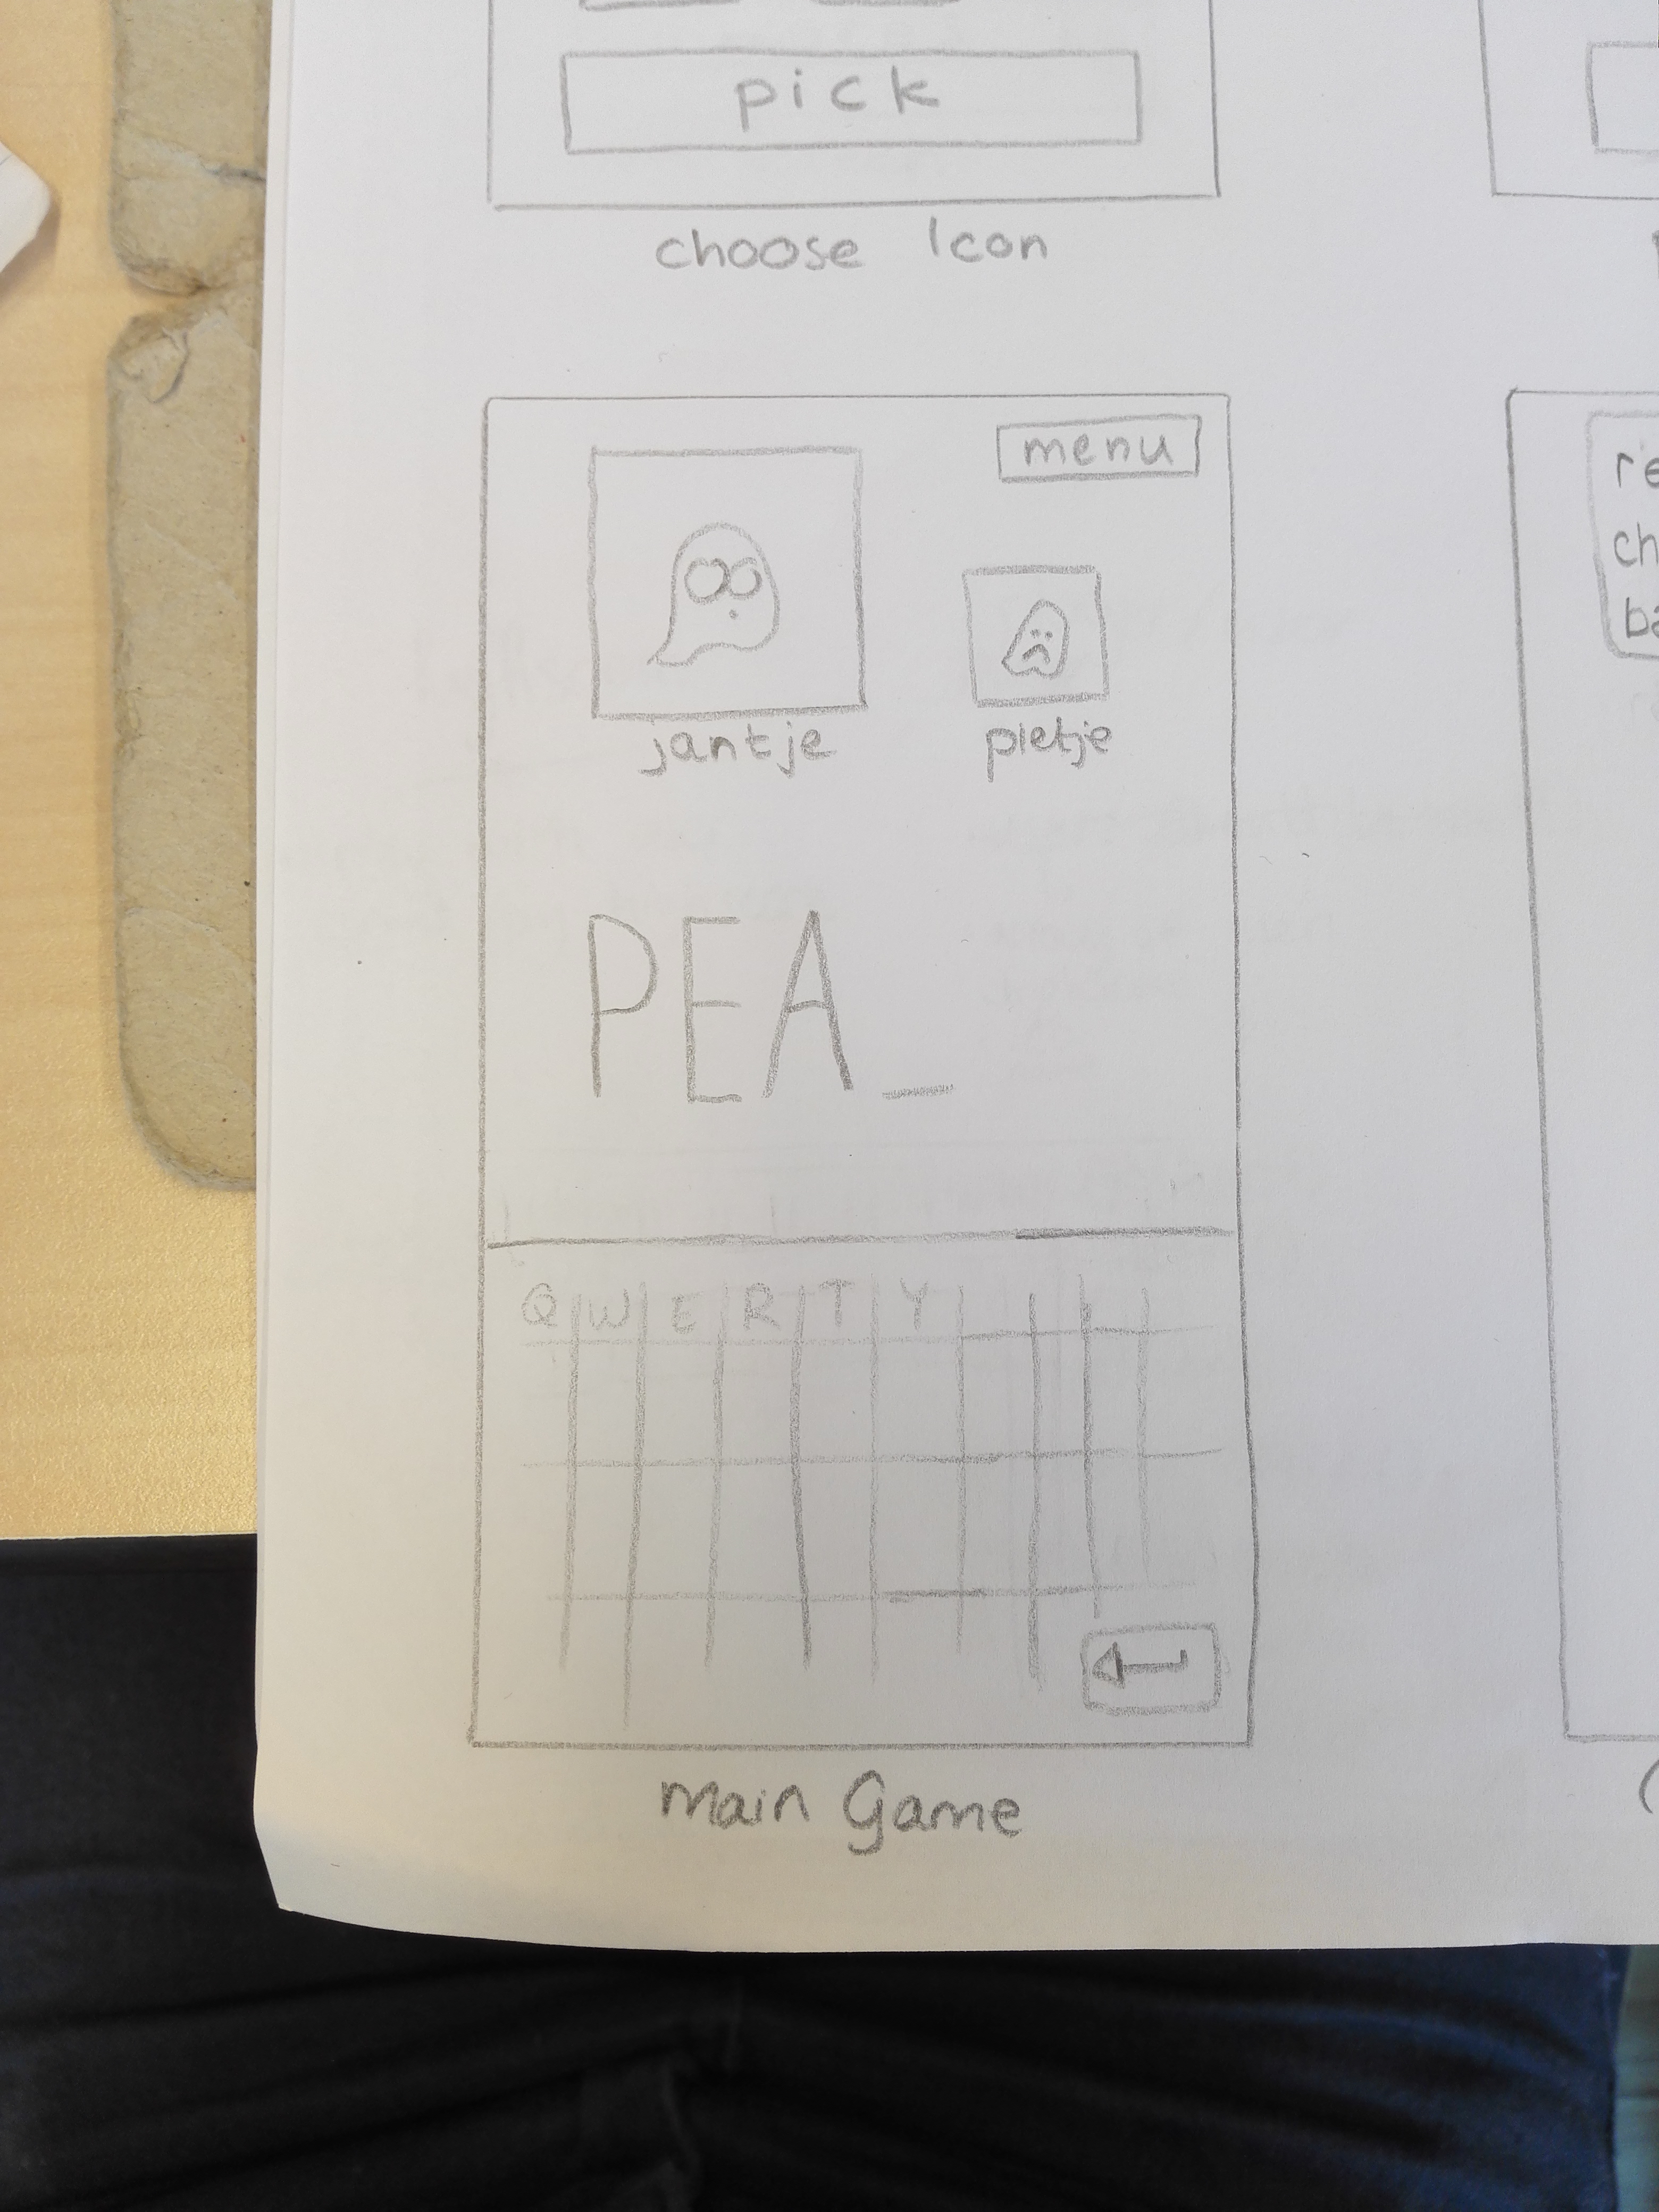 pick
choose Icon
menu
jantje
pietje
PEA_
Q W E R T Y
Main Game
re
ch
ba